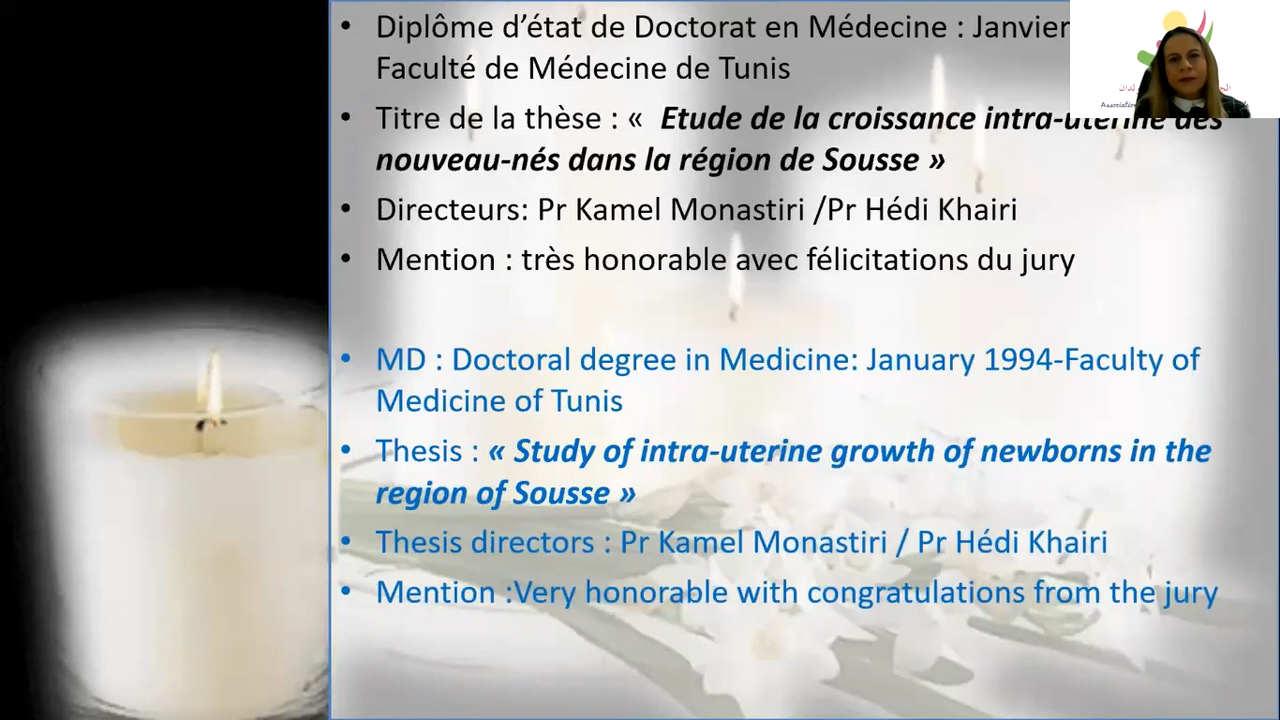 • Diplôme d’état de Doctorat en Médecine : Janvier
Faculté de Médecine de Tunis
• Titre de la thèse : « Etude de la croissance intra-utérine des
nouveau-nés dans la région de Sousse »
• Directeurs: Pr Kamel Monastiri /Pr Hédi Khairi
• Mention : très honorable avec félicitations du jury
• MD : Doctoral degree in Medicine: January 1994-Faculty of
Medicine of Tunis
• Thesis : « Study of intra-uterine growth of newborns in the
region of Sousse »
• Thesis directors : Pr Kamel Monastiri / Pr Hédi Khairi
• Mention :Very honorable with congratulations from the jury